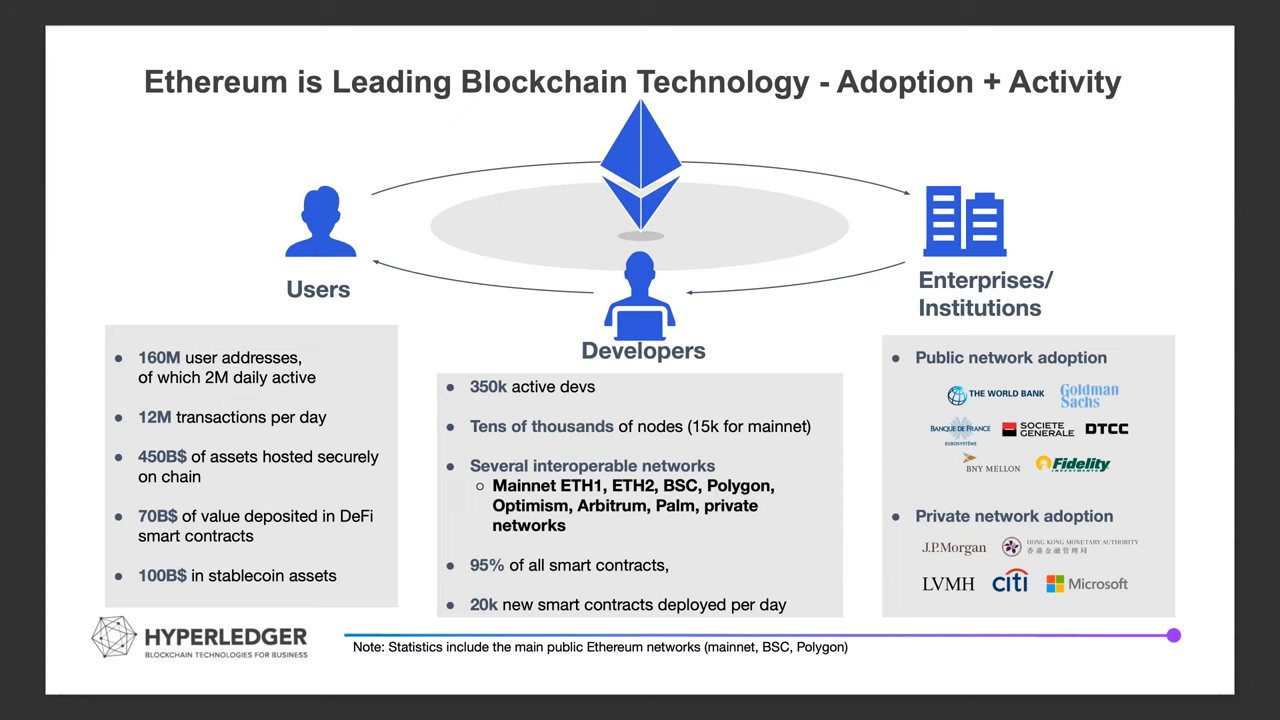 Ethereum is Leading Blockchain Technology - Adoption + Activity
Users
Developers
Enterprises/
Institutions
160M user addresses,
of which 2M daily active
12M transactions per day
450B$ of assets hosted securely
on chain
70B$ of value deposited in DeFi
smart contracts
100B$ in stablecoin assets
350k active devs
Tens of thousands of nodes (15k for mainnet)
Several interoperable networks
Mainnet ETH1, ETH2, BSC, Polygon,
Optimism, Arbitrum, Palm, private
networks
95% of all smart contracts,
20k new smart contracts deployed per day
Public network adoption
THE WORLD BANK
Goldman
Sachs
BANQUE DE FRANCE
EUROSYSTÈME
SOCIETE
GENERALE
DTCC
BNY MELLON
Fidelity
INVESTMENTS
Private network adoption
J.P.Morgan
HONG KONG MONETARY AUTHORITY
香港金融管理局
LVMH
citi
Microsoft
HYPERLEDGER
BLOCKCHAIN TECHNOLOGIES FOR BUSINESS
Note: Statistics include the main public Ethereum networks (mainnet, BSC, Polygon)